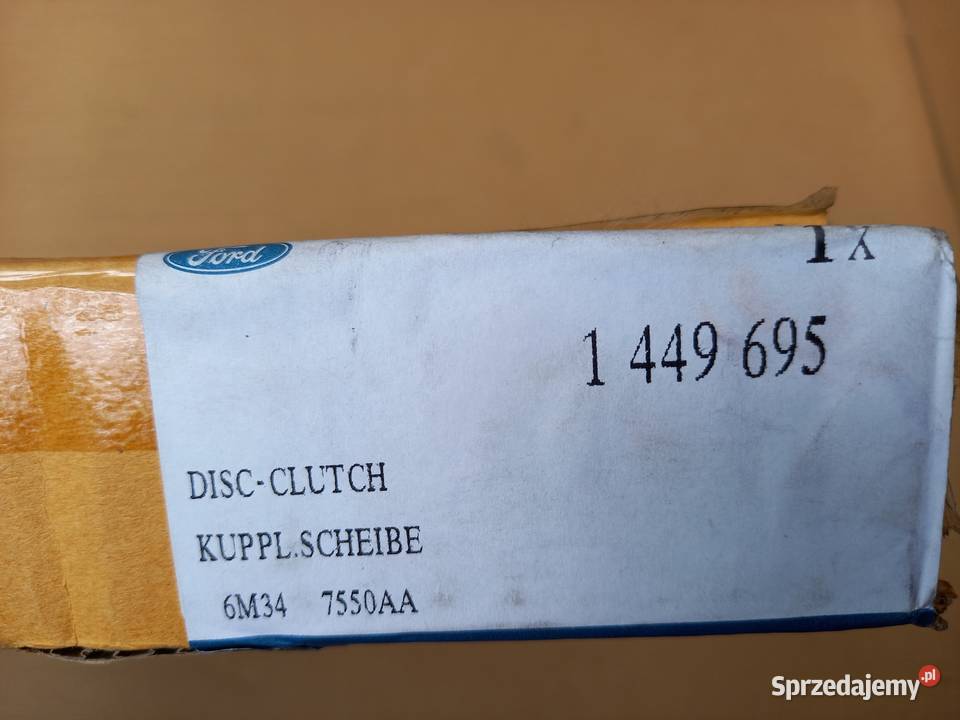 Ford
1 X
1 449 695
DISC-CLUTCH
KUPPL.SCHEIBE
6M34 7550AA
Sprzedajemy.pl